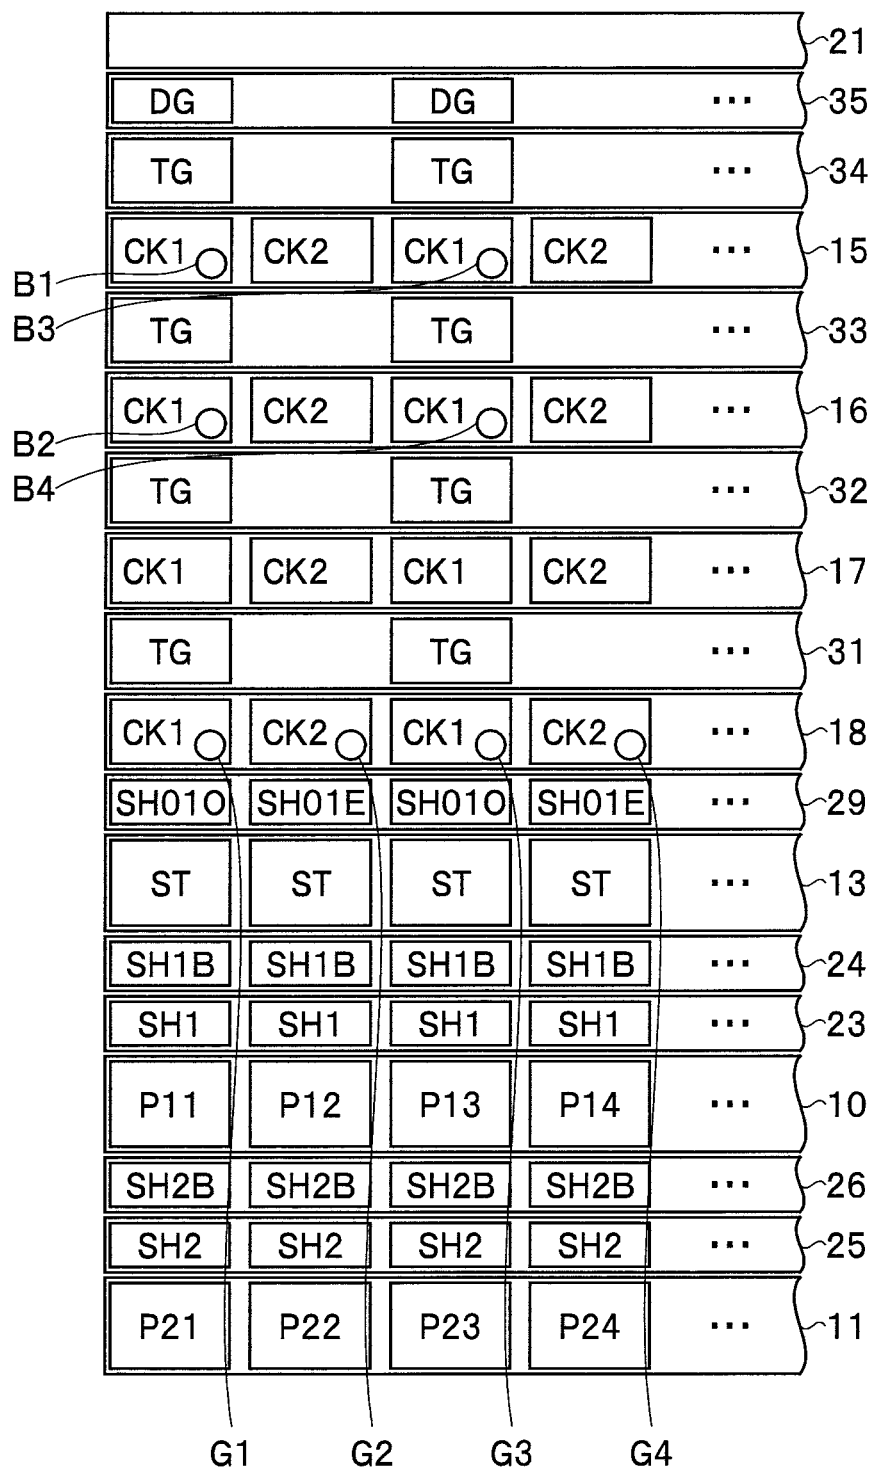 21
DG DG ... 35
TG TG ... 34
CK1 CK2 CK1 CK2 ... 15
B1
B3
TG TG ... 33
CK1 CK2 CK1 CK2 ... 16
B2
B4
TG TG ... 32
CK1 CK2 CK1 CK2 ... 17
TG TG ... 31
CK1 CK2 CK1 CK2 ... 18
SH01O SH01E SH01O SH01E ... 29
ST ST ST ST ... 13
SH1B SH1B SH1B SH1B ... 24
SH1 SH1 SH1 SH1 ... 23
P11 P12 P13 P14 ... 10
SH2B SH2B SH2B SH2B ... 26
SH2 SH2 SH2 SH2 ... 25
P21 P22 P23 P24 ... 11
G1 G2 G3 G4